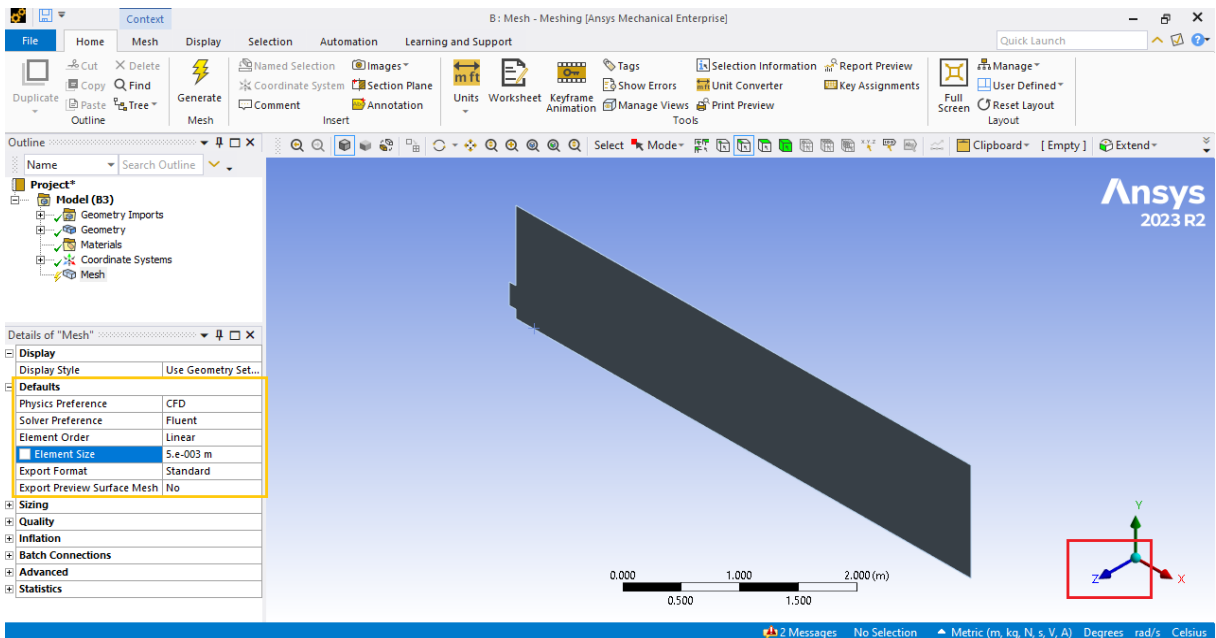 Context
B : Mesh - Meshing [Ansys Mechanical Enterprise]
File Home Mesh Display Selection Automation Learning and Support
Quick Launch
Duplicate
Cut
Copy
Paste
Delete
Find
Tree
Outline
Generate
Mesh
Named Selection
Coordinate System
Comment
Images
Section Plane
Annotation
Insert
mft
Units
Worksheet
Keyframe
Animation
Tags
Show Errors
Manage Views
Selection Information
Unit Converter
Print Preview
Report Preview
Key Assignments
Tools
Full
Screen
Manage
User Defined
Reset Layout
Layout
Outline
Select Mode Clipboard [ Empty ] Extend
Name Search Outline
Project*
Model (B3)
Geometry Imports
Geometry
Materials
Coordinate Systems
Mesh
Details of "Mesh"
Display
Display Style Use Geometry Set...
Defaults
Physics Preference CFD
Solver Preference Fluent
Element Order Linear
Element Size 5.e-003 m
Export Format Standard
Export Preview Surface Mesh No
Sizing
Quality
Inflation
Batch Connections
Advanced
Statistics
Ansys
2023 R2
0.000 1.000 2.000 (m)
0.500 1.500
Y
Z X
2 Messages No Selection Metric (m, kg, N, s, V, A) Degrees rad/s Celsius